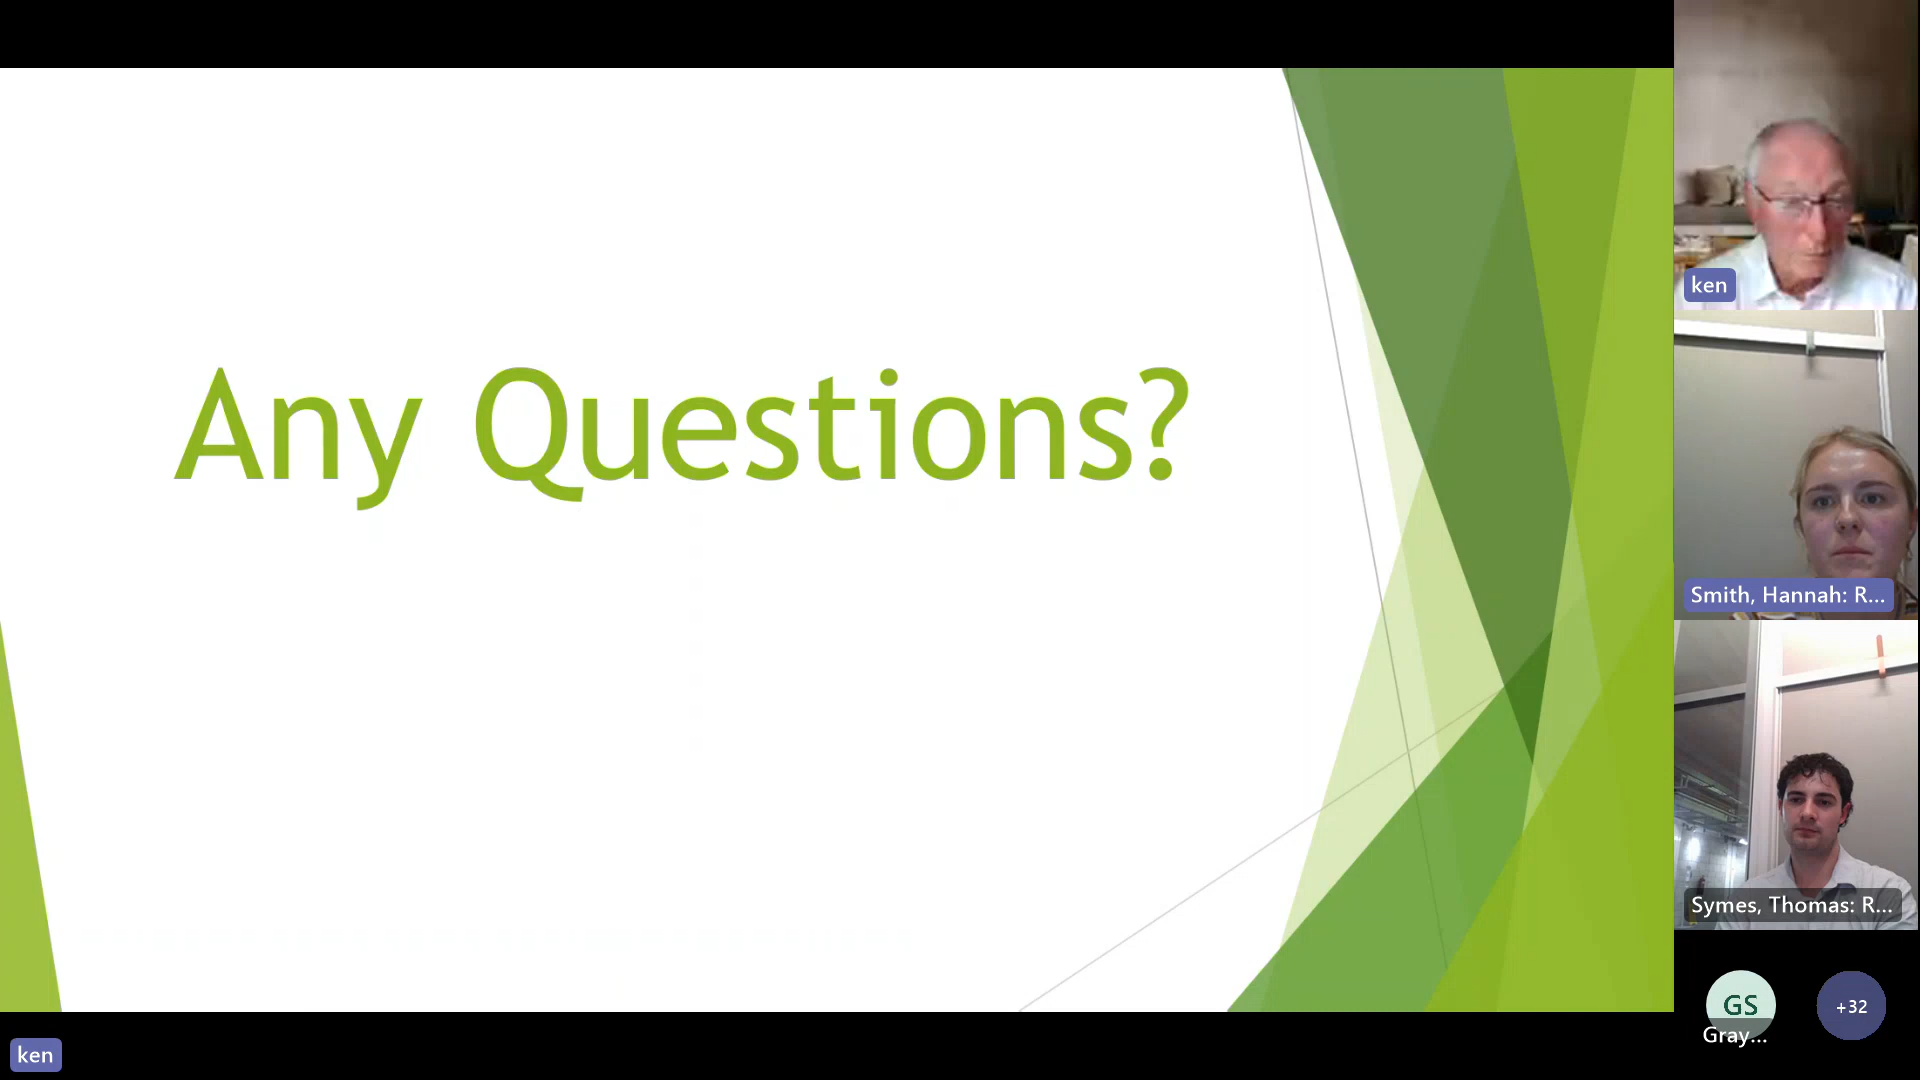 Any Questions?
ken
Smith, Hannah: R...
Symes, Thomas: R...
GS
Gray...
+32
ken